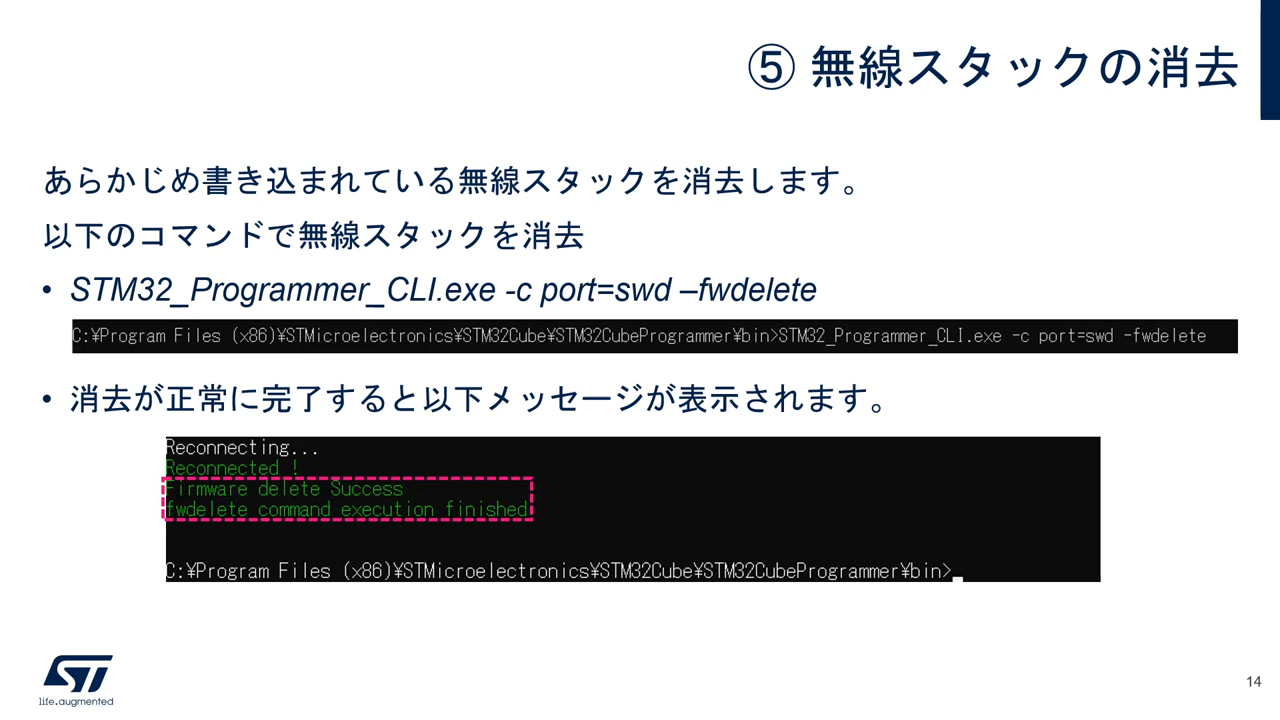 ⑤ 無線スタックの消去
あらかじめ書き込まれている無線スタックを消去します。
以下のコマンドで無線スタックを消去
• STM32_Programmer_CLI.exe -c port=swd –fwdelete
C:¥Program Files (x86)¥STMicroelectronics¥STM32Cube¥STM32CubeProgrammer¥bin>STM32_Programmer_CLI.exe -c port=swd -fwdelete
• 消去が正常に完了すると以下メッセージが表示されます。
Reconnecting...
Reconnected !
Firmware delete Success
fwdelete command execution finished
C:¥Program Files (x86)¥STMicroelectronics¥STM32Cube¥STM32CubeProgrammer¥bin>_
ST
life.augmented
14